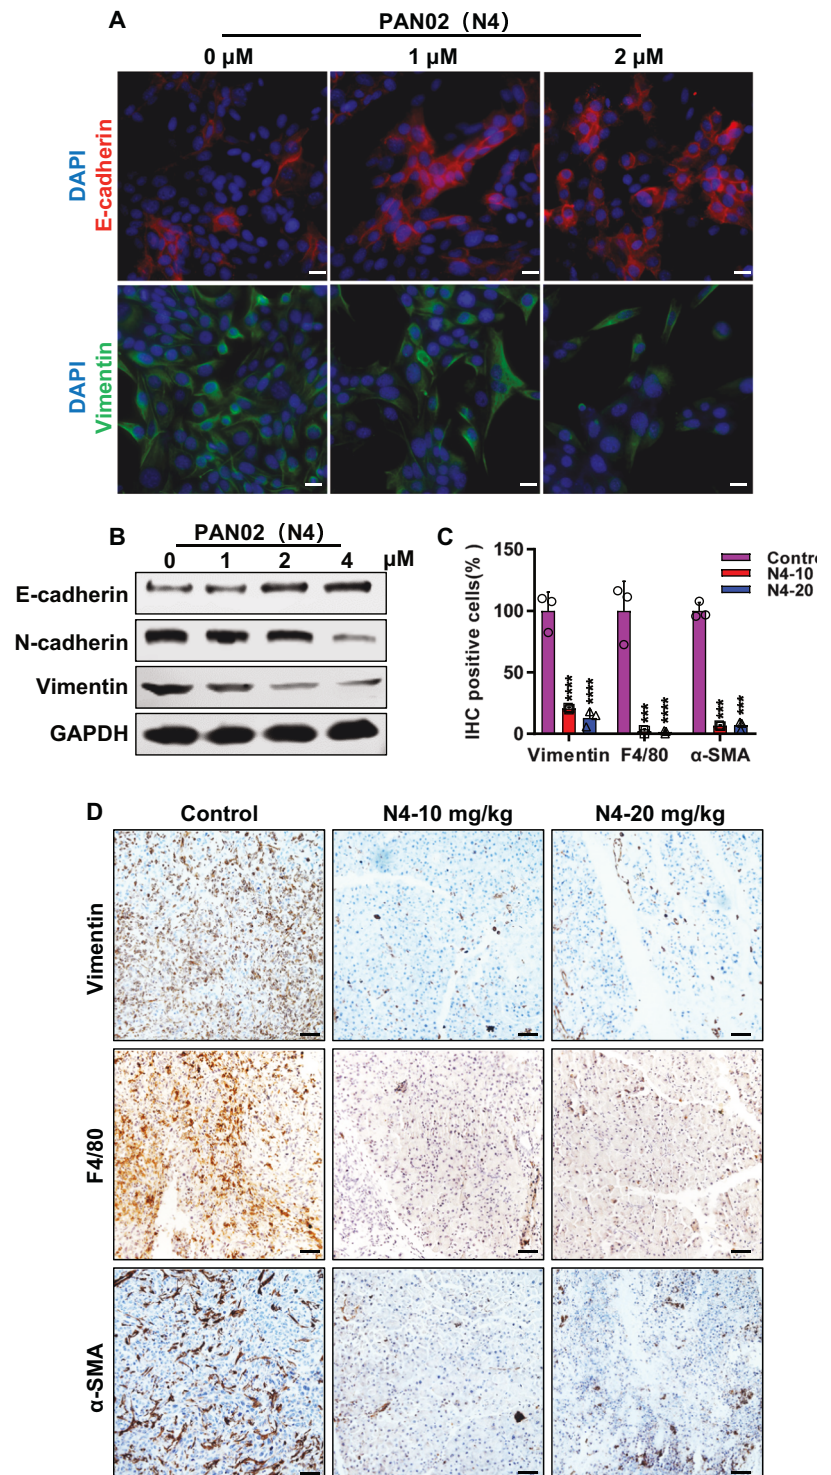 A
PAN02（N4）
0 µM 1 µM 2 µM
DAPI
E-cadherin
DAPI
Vimentin
B
PAN02（N4）
0 1 2 4 µM
E-cadherin
N-cadherin
Vimentin
GAPDH
C
IHC positive cells(%)
150
100
50
0
**** **** *** **** *** ***
Vimentin F4/80 α-SMA
Contro
N4-10
N4-20
D
Control N4-10 mg/kg N4-20 mg/kg
Vimentin
F4/80
α-SMA